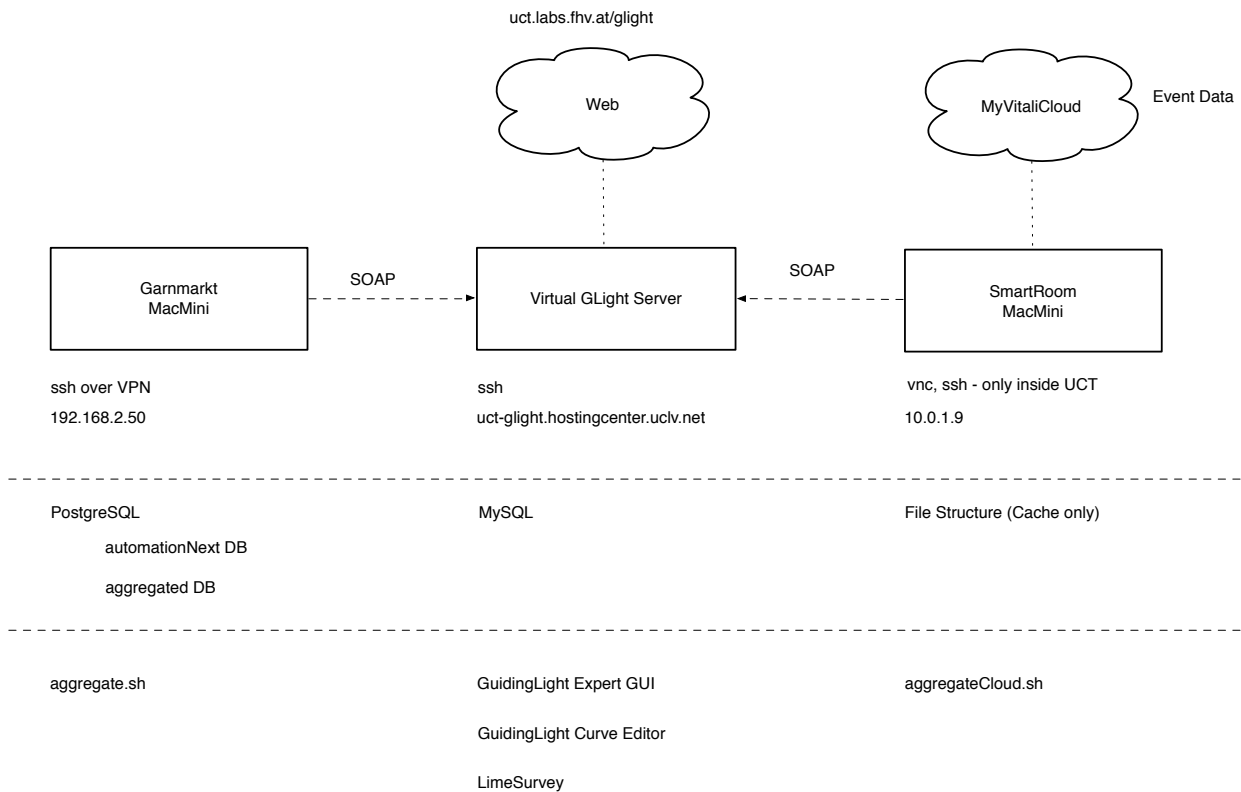 uct.labs.fhv.at/glight
Web
MyVitaliCloud
Event Data
Garnmarkt
MacMini
SOAP
Virtual GLight Server
SOAP
SmartRoom
MacMini
ssh over VPN
192.168.2.50
ssh
uct-glight.hostingcenter.uclv.net
vnc, ssh - only inside UCT
10.0.1.9
PostgreSQL
automationNext DB
aggregated DB
MySQL
File Structure (Cache only)
aggregate.sh
GuidingLight Expert GUI
GuidingLight Curve Editor
LimeSurvey
aggregateCloud.sh